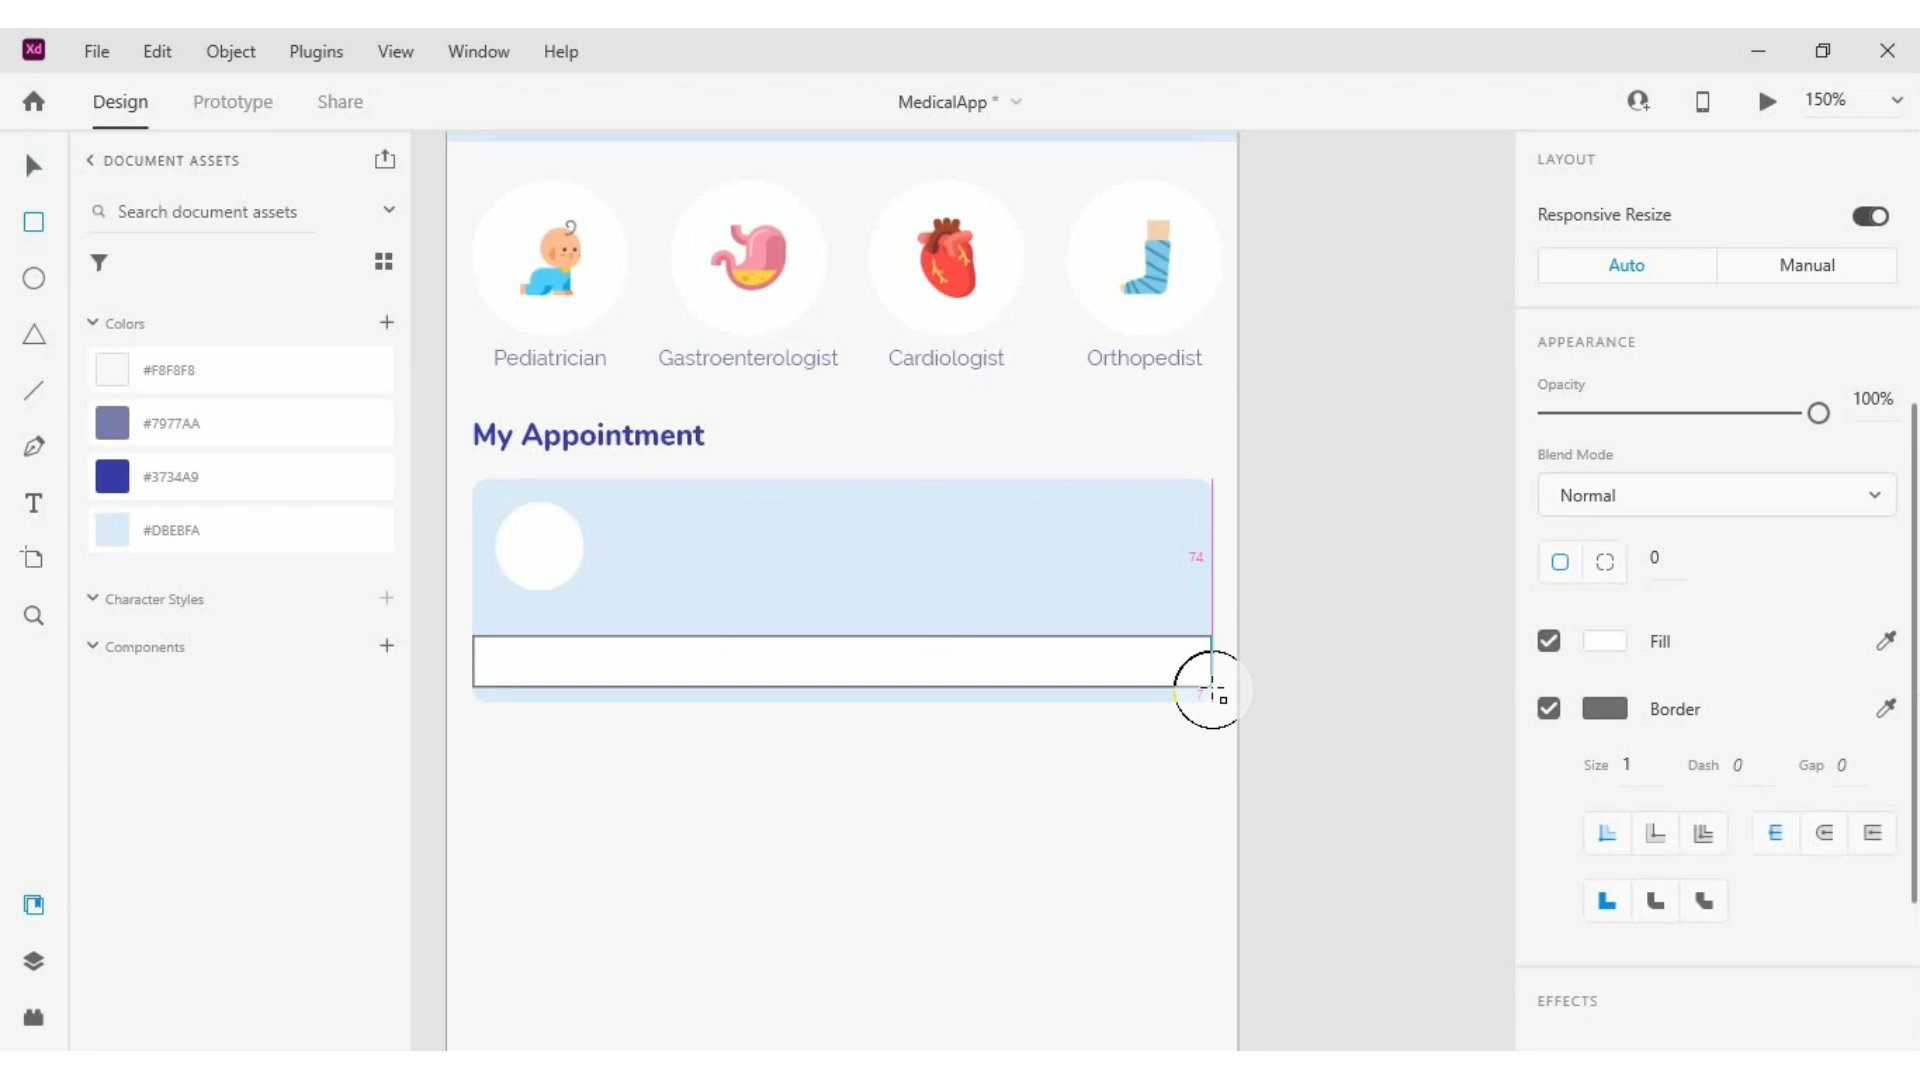 Xd File Edit Object Plugins View Window Help
Design Prototype Share MedicalApp * 150%
DOCUMENT ASSETS
Search document assets
Colors
#F8F8F8
#7977AA
#3734A9
#DBEBFA
Character Styles
Components
Pediatrician Gastroenterologist Cardiologist Orthopedist
My Appointment
74
7
LAYOUT
Responsive Resize
Auto Manual
APPEARANCE
Opacity
100%
Blend Mode
Normal
0
Fill
Border
Size 1 Dash 0 Gap 0
EFFECTS